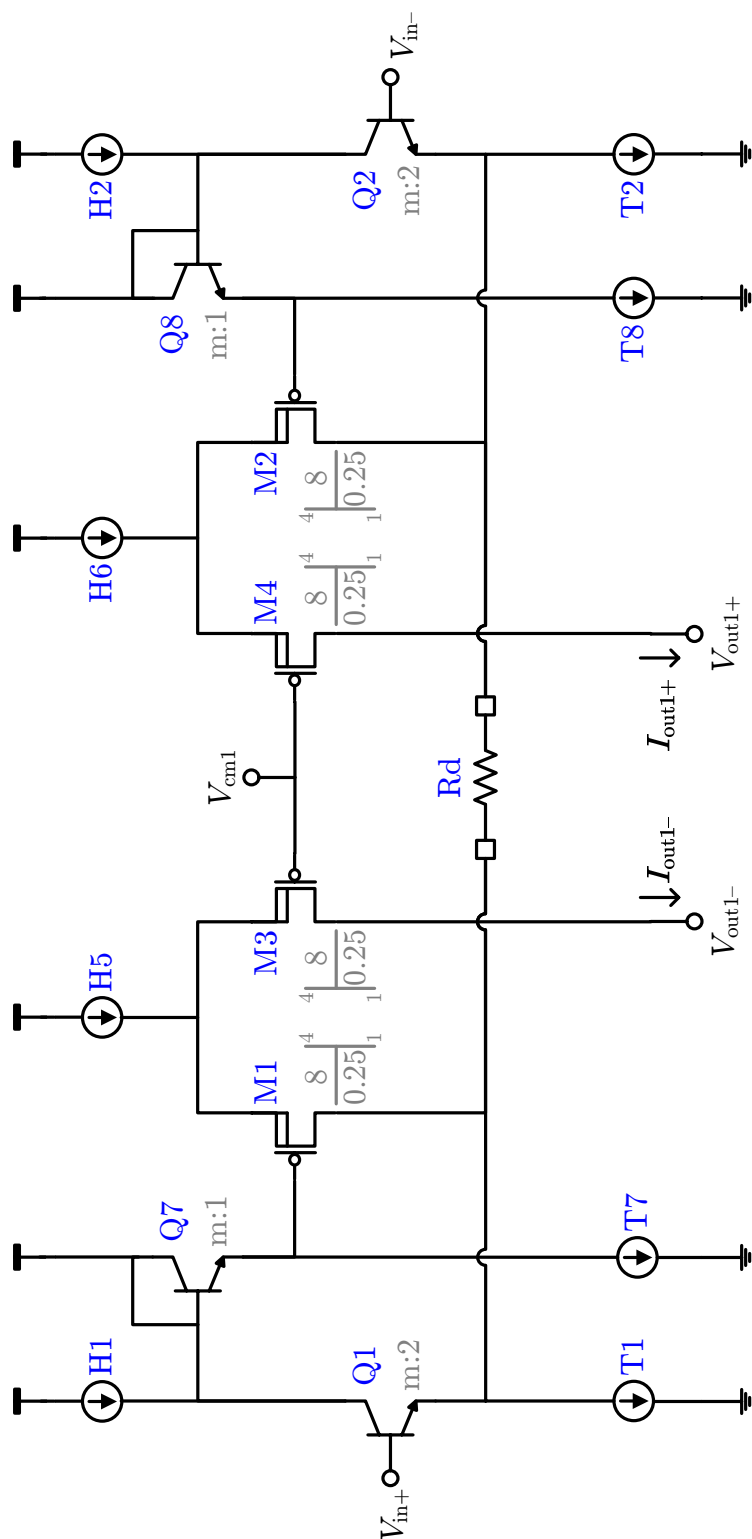 H1
Q7
m:1
H5
H6
Q8
m:1
H2
M1
8
0.25
4
1
M3
8
0.25
4
1
V_cm1
M4
8
0.25
4
1
M2
8
0.25
4
1
V_in+
Q1
m:2
Rd
Q2
m:2
V_in–
T1
T7
I_out1–
V_out1–
I_out1+
V_out1+
T8
T2